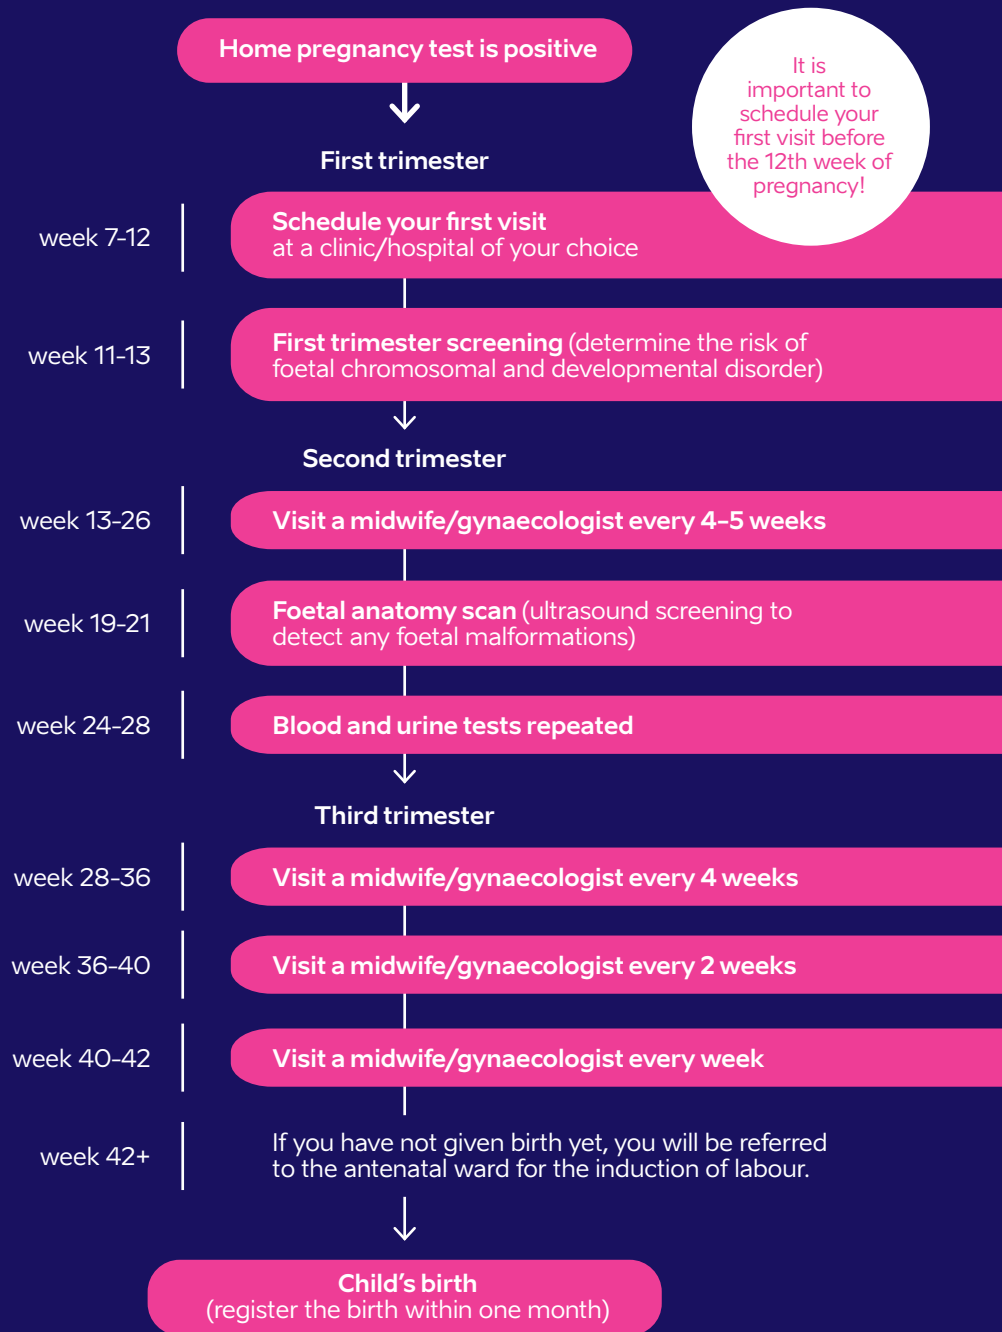 Home pregnancy test is positive
It is
important to
schedule your
first visit before
the 12th week of
pregnancy!
First trimester
week 7-12
Schedule your first visit
at a clinic/hospital of your choice
week 11-13
First trimester screening (determine the risk of
foetal chromosomal and developmental disorder)
Second trimester
week 13-26
Visit a midwife/gynaecologist every 4–5 weeks
week 19-21
Foetal anatomy scan (ultrasound screening to
detect any foetal malformations)
week 24-28
Blood and urine tests repeated
Third trimester
week 28-36
Visit a midwife/gynaecologist every 4 weeks
week 36-40
Visit a midwife/gynaecologist every 2 weeks
week 40-42
Visit a midwife/gynaecologist every week
week 42+
If you have not given birth yet, you will be referred
to the antenatal ward for the induction of labour.
Child's birth
(register the birth within one month)